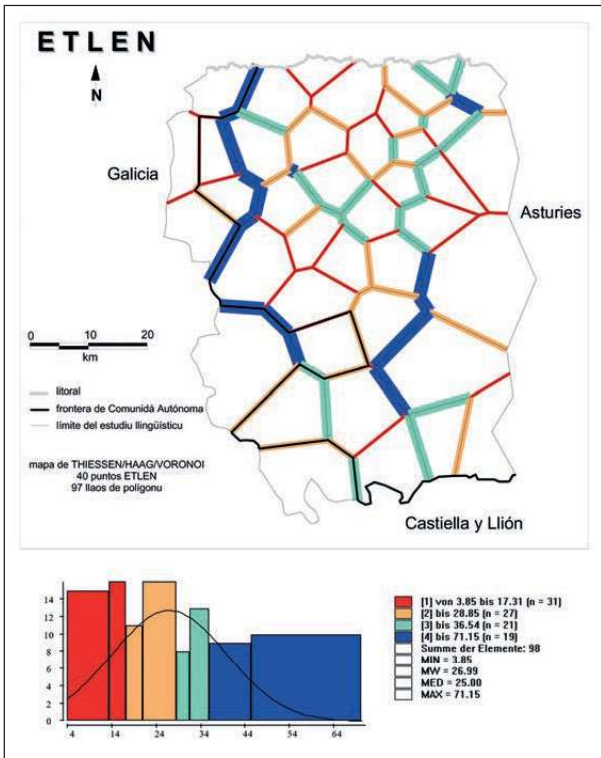 ETLEN
N
Galicia
Asturies
0 10 20
km
litoral
frontera de Comunidá Autónoma
límite del estudiu llingüísticu
mapa de THIESSEN/HAAG/VORONOI
40 puntos ETLEN
97 llaos de polígonu
Castiella y Llión
14
12
10
8
6
4
2
0
4 14 24 34 44 54 64
[1] von 3.85 bis 17.31 (n = 31)
[2] bis 28.85 (n = 27)
[3] bis 36.54 (n = 21)
[4] bis 71.15 (n = 19)
Summe der Elemente: 98
MIN = 3.85
MW = 26.99
MED = 25.00
MAX = 71.15